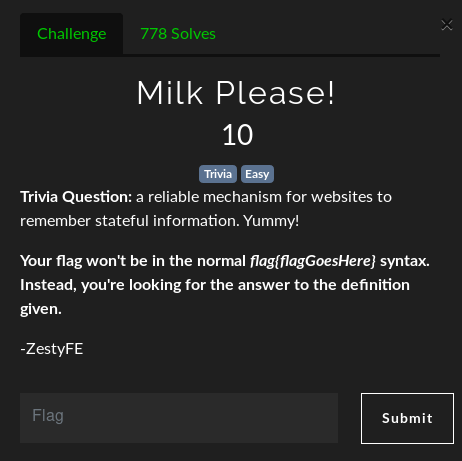 Challenge
778 Solves
×
Milk Please!
10
Trivia Easy
Trivia Question: a reliable mechanism for websites to
remember stateful information. Yummy!
Your flag won't be in the normal flag{flagGoesHere} syntax.
Instead, you're looking for the answer to the definition
given.
-ZestyFE
Flag
Submit